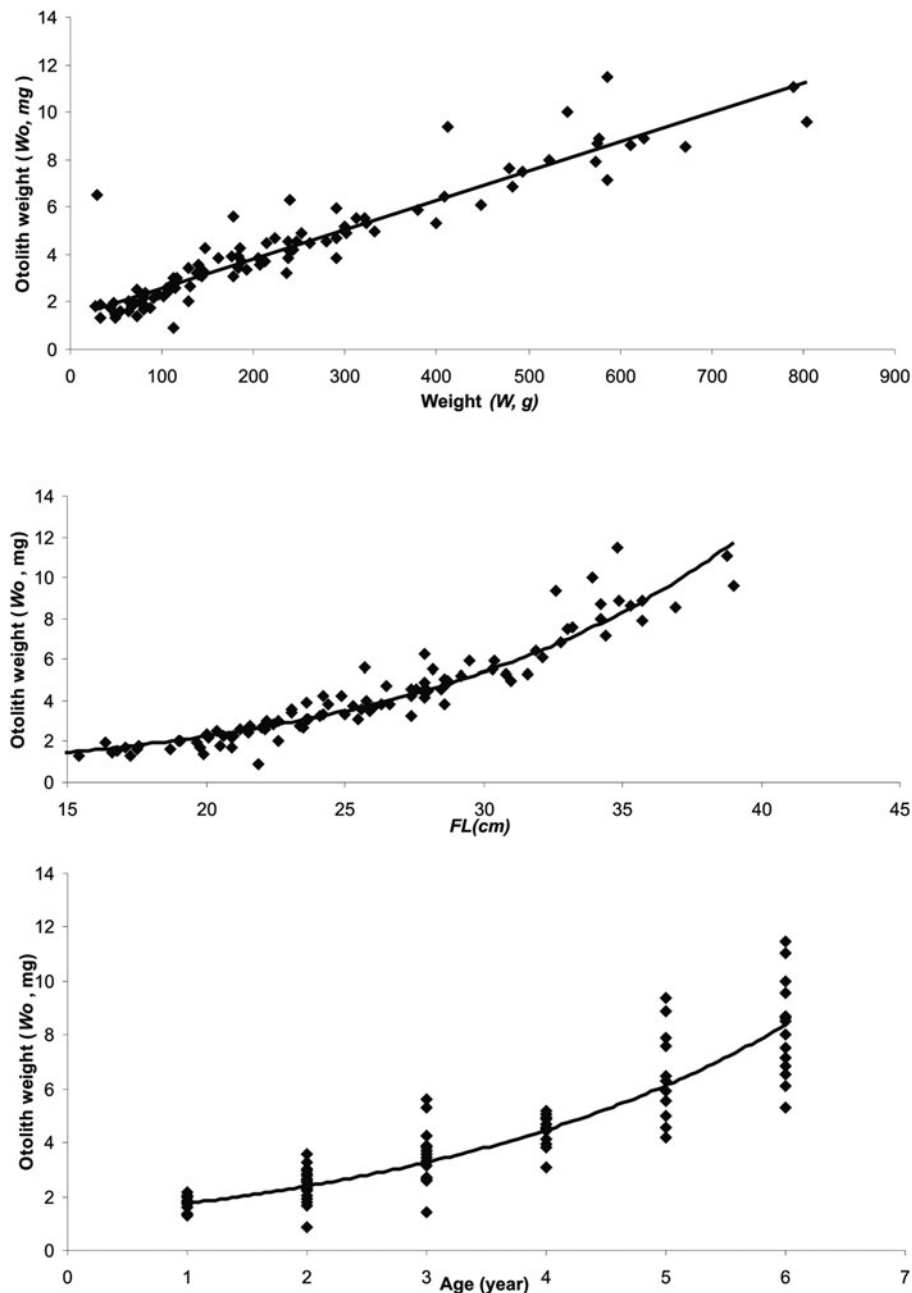 14
12
10
8
6
4
2
0
Otolith weight (Wo, mg )
0 100 200 300 400 500 600 700 800 900
Weight (W, g)
14
12
10
8
6
4
2
0
Otolith weight ( Wo , mg)
15 20 25 30 35 40 45
FL(cm)
14
12
10
8
6
4
2
0
Otolith weight ( Wo , mg)
0 1 2 3 4 5 6 7
Age (year)